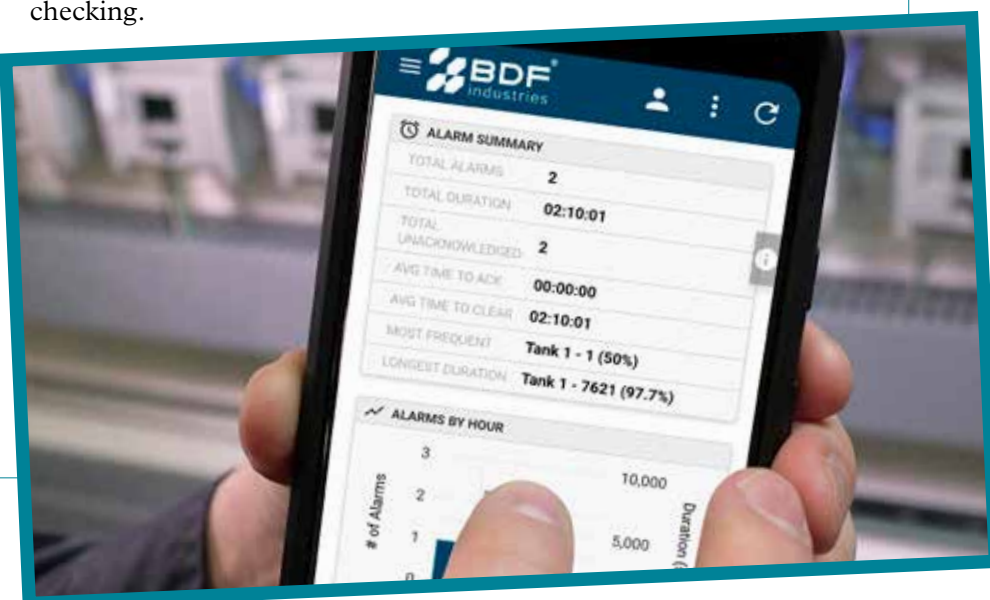 checking.
BDF®
industries
ALARM SUMMARY
TOTAL ALARMS 2
TOTAL DURATION 02:10:01
TOTAL
UNACKNOWLEDGED 2
AVG TIME TO ACK 00:00:00
AVG TIME TO CLEAR 02:10:01
MOST FREQUENT Tank 1 - 1 (50%)
LONGEST DURATION Tank 1 - 7621 (97.7%)
ALARMS BY HOUR
3
10,000
2
# of Alarms
Duration
1
5,000
0